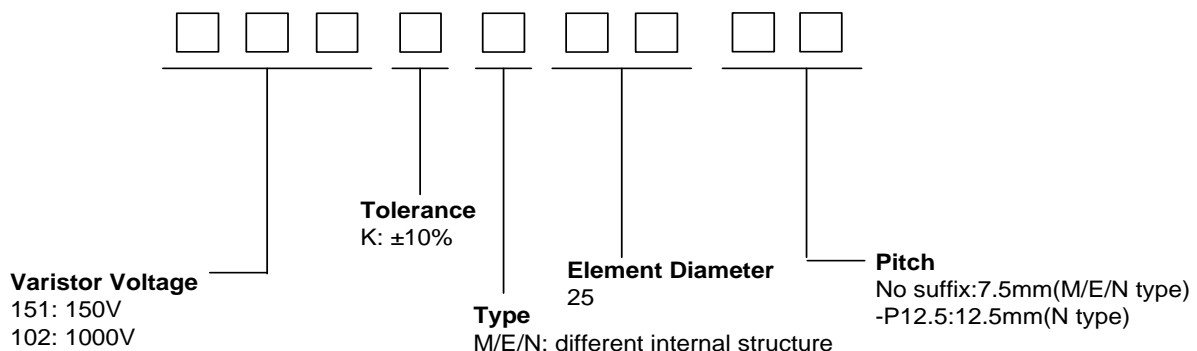 Varistor Voltage
151: 150V
102: 1000V
Tolerance
K: ±10%
Type
M/E/N: different internal structure
Element Diameter
25
Pitch
No suffix:7.5mm(M/E/N type)
-P12.5:12.5mm(N type)